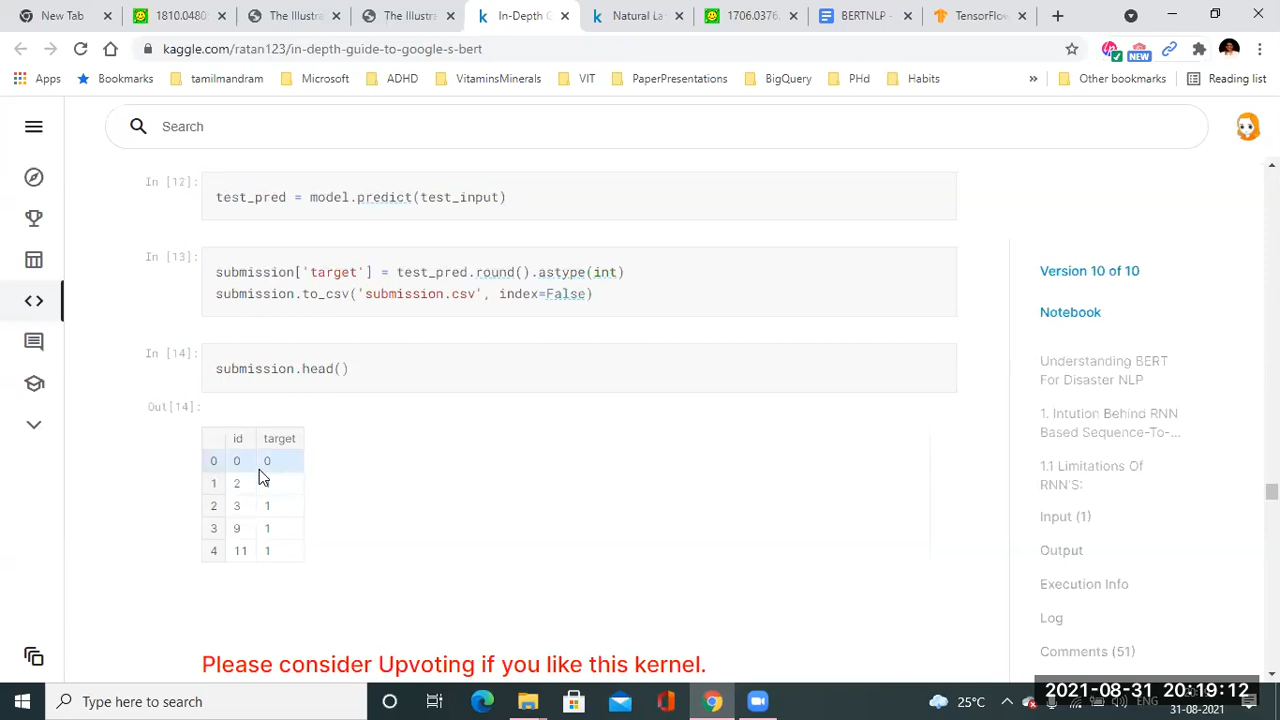 New Tab
1810.0480
The Illustra
The Illustra
In-Depth G
Natural La
1706.0376
BERTNLP -
TensorFlow
kaggle.com/ratan123/in-depth-guide-to-google-s-bert
NEW
Apps
Bookmarks
tamilmandram
Microsoft
ADHD
VitaminsMinerals
VIT
PaperPresentations
BigQuery
PHd
Habits
»
Other bookmarks
Reading list
Search
In [12]:
test_pred = model.predict(test_input)
In [13]:
submission['target'] = test_pred.round().astype(int)
submission.to_csv('submission.csv', index=False)
In [14]:
submission.head()
Out[14]:
id target
0 0 0
1 2
2 3 1
3 9 1
4 11 1
Please consider Upvoting if you like this kernel.
Version 10 of 10
Notebook
Understanding BERT
For Disaster NLP
1. Intution Behind RNN
Based Sequence-To-...
1.1 Limitations Of
RNN'S:
Input (1)
Output
Execution Info
Log
Comments (51)
Type here to search
25°C
2021-08-31 20:19:12
ENG
31-08-2021